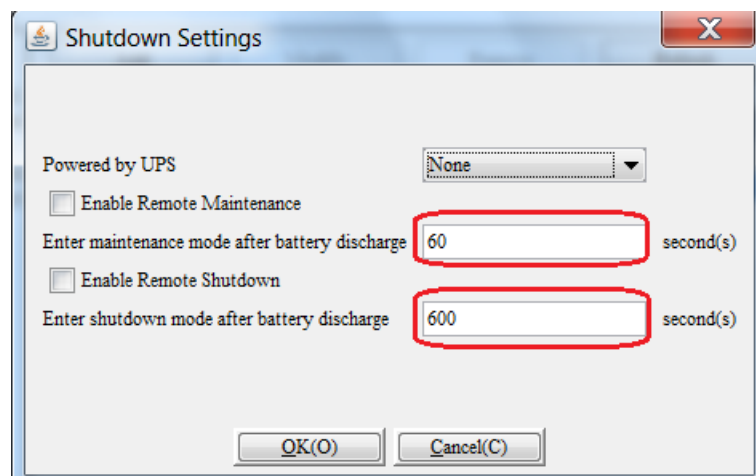 Shutdown Settings
Powered by UPS None
Enable Remote Maintenance
Enter maintenance mode after battery discharge 60 second(s)
Enable Remote Shutdown
Enter shutdown mode after battery discharge 600 second(s)
OK(O) Cancel(C)